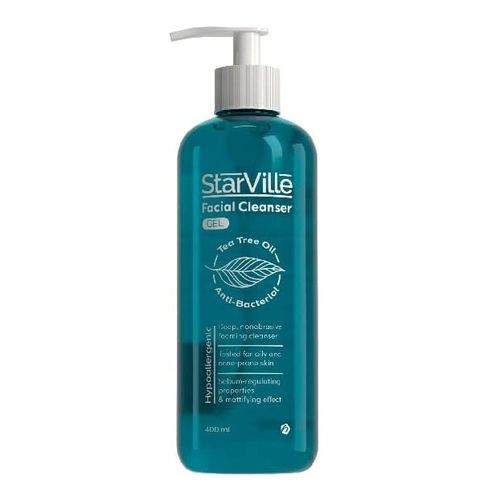 StarVille
Facial Cleanser
GEL
Tea Tree Oil
Anti-Bacterial
Hypoallergenic
Deep, nonabrasive
foaming cleanser
Tested for oily and
acne-prone skin
Sebum-regulating
properties
& mattifying effect
400 ml